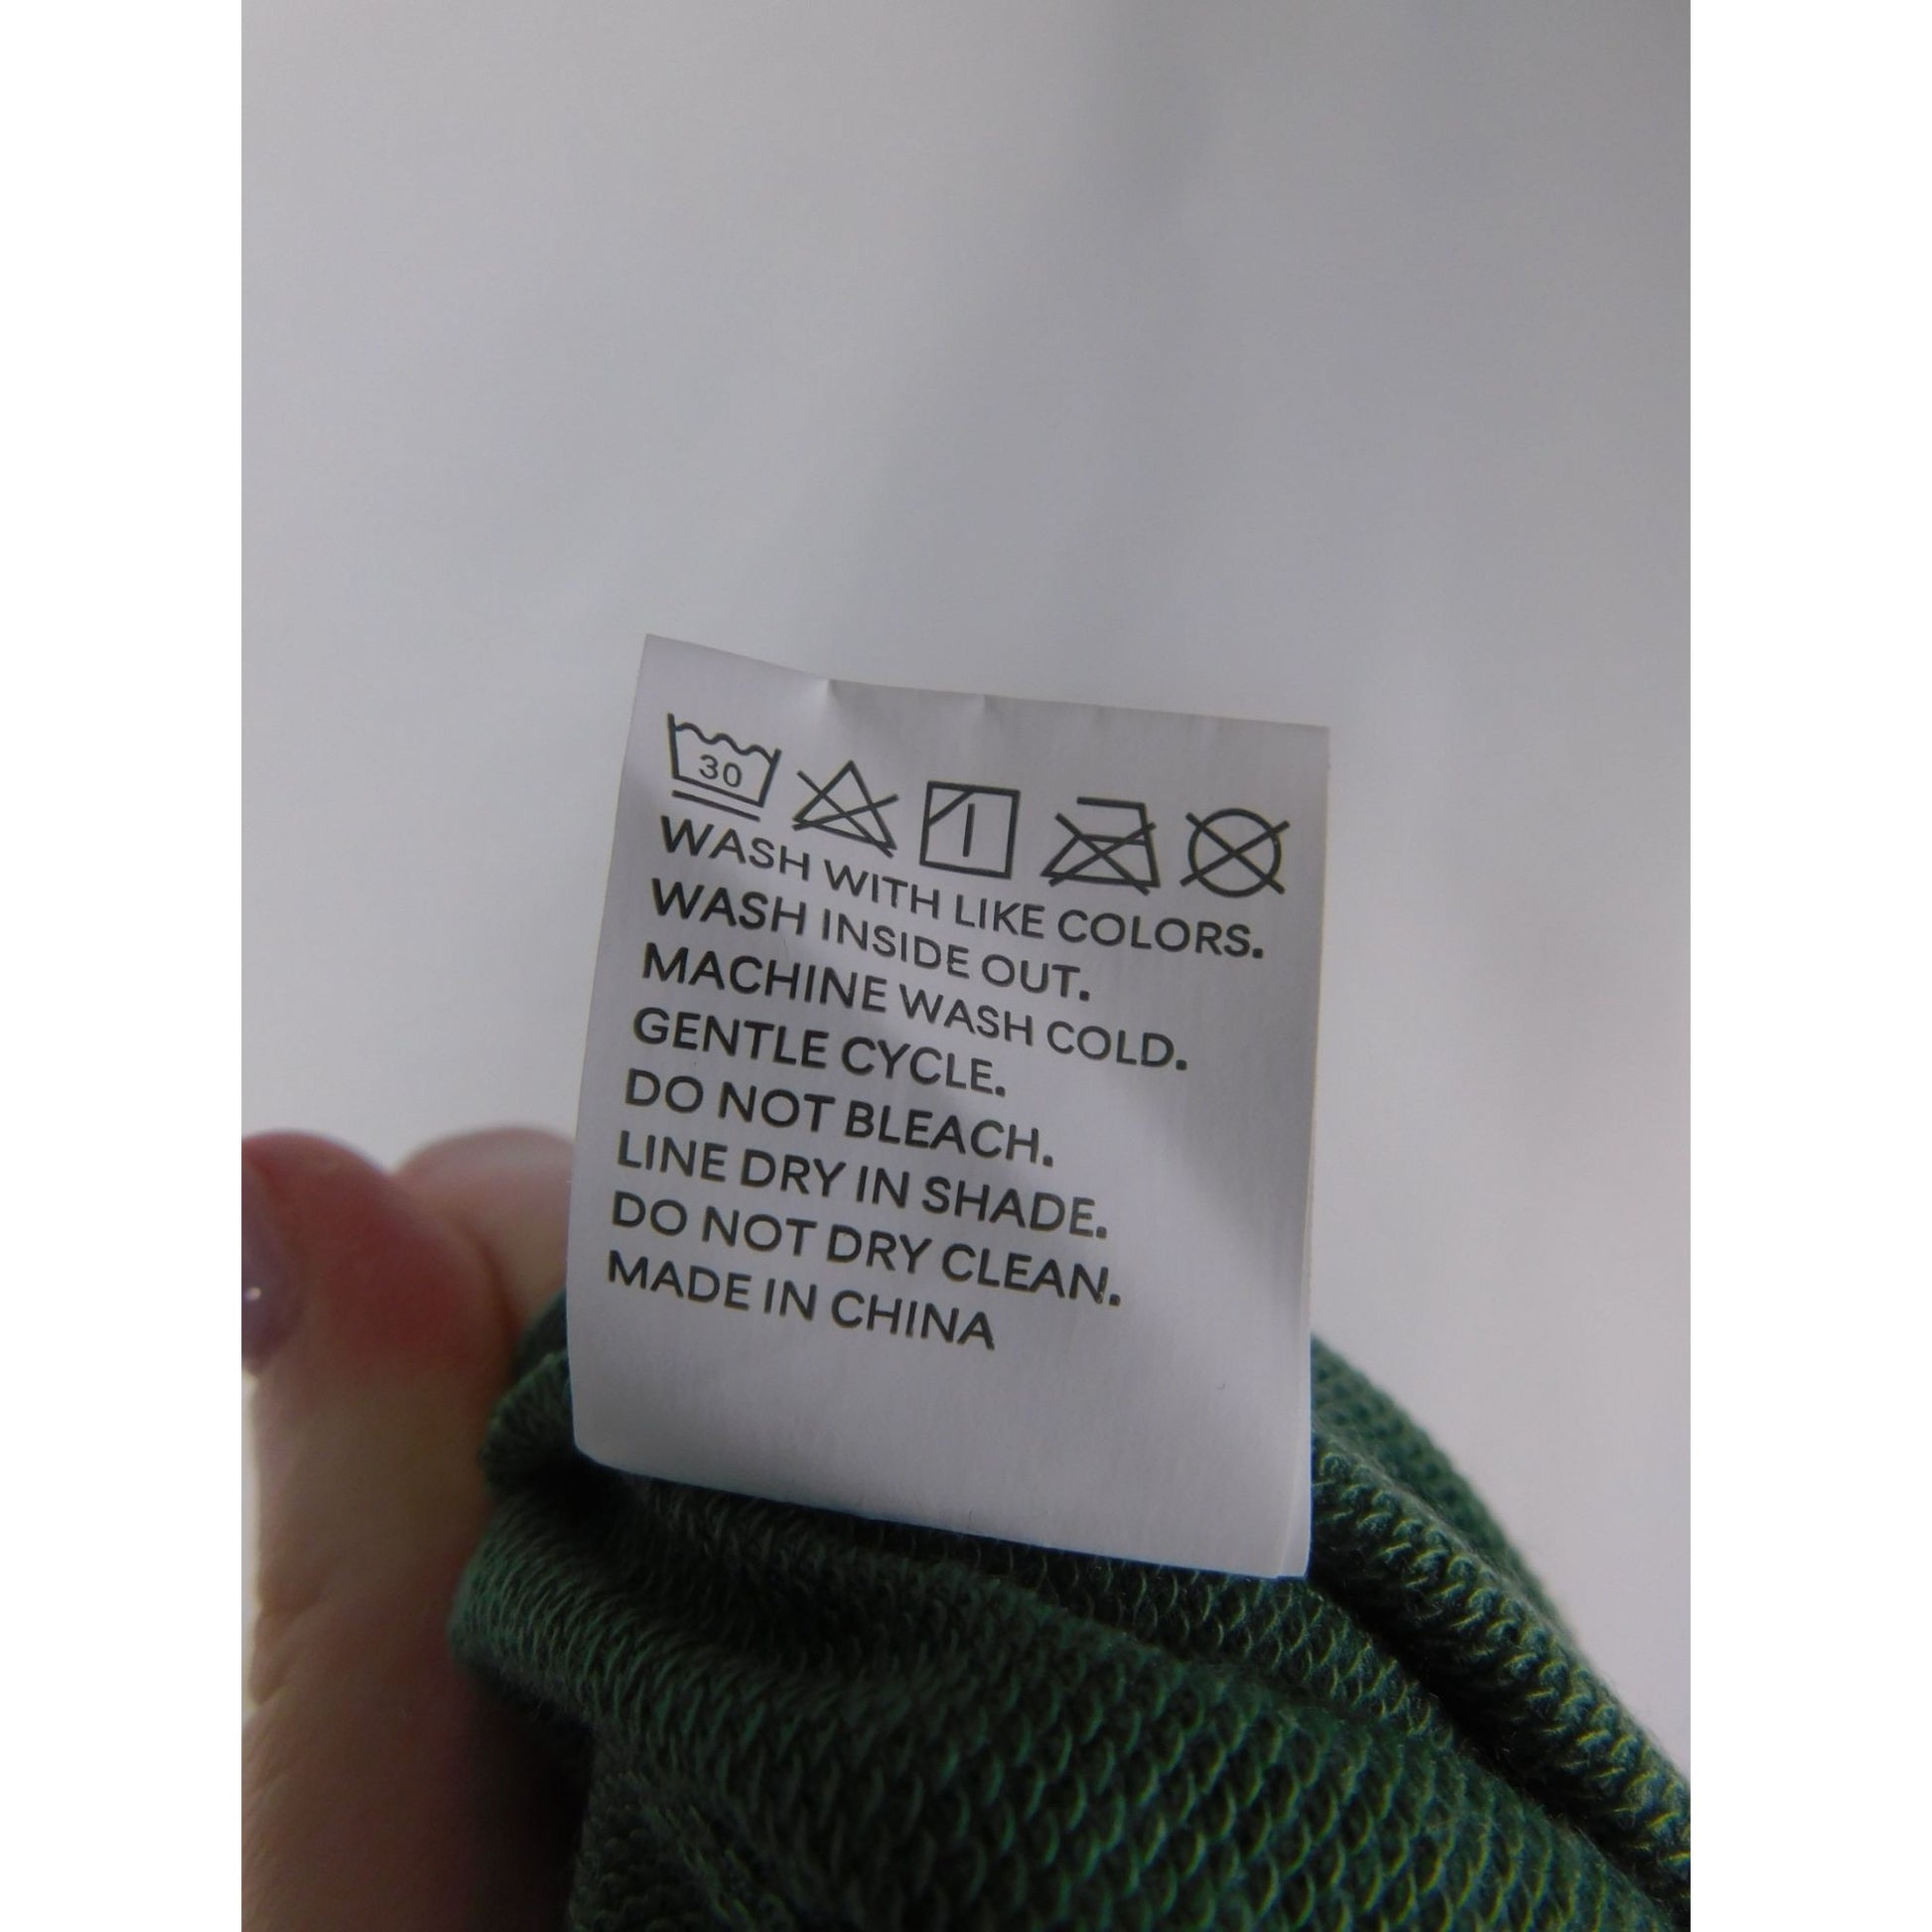 30
WASH WITH LIKE COLORS.
WASH INSIDE OUT.
MACHINE WASH COLD.
GENTLE CYCLE.
DO NOT BLEACH.
LINE DRY IN SHADE.
DO NOT DRY CLEAN.
MADE IN CHINA